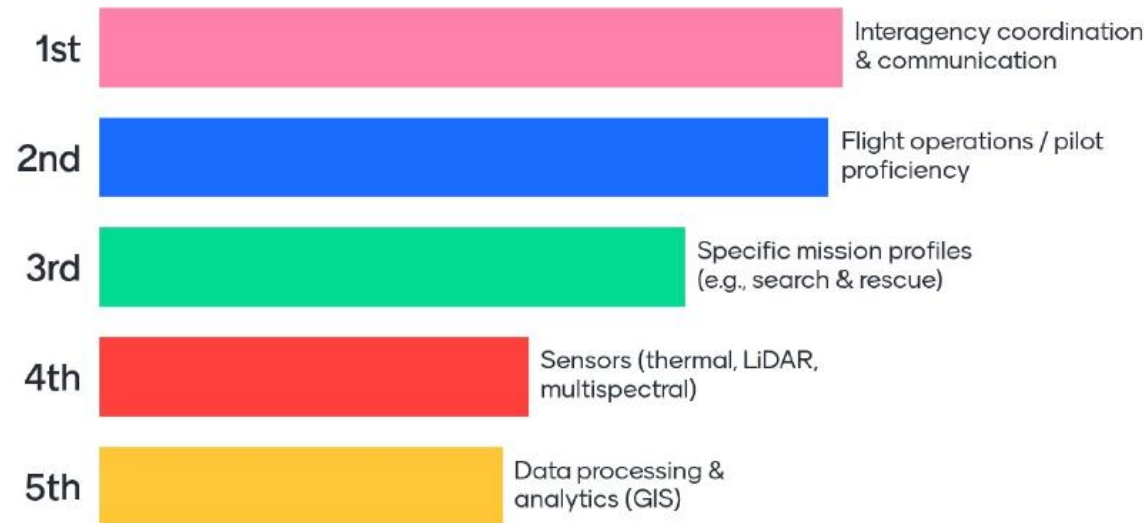 1st
Interagency coordination
& communication
2nd
Flight operations / pilot
proficiency
3rd
Specific mission profiles
(e.g., search & rescue)
4th
Sensors (thermal, LiDAR,
multispectral)
5th
Data processing &
analytics (GIS)